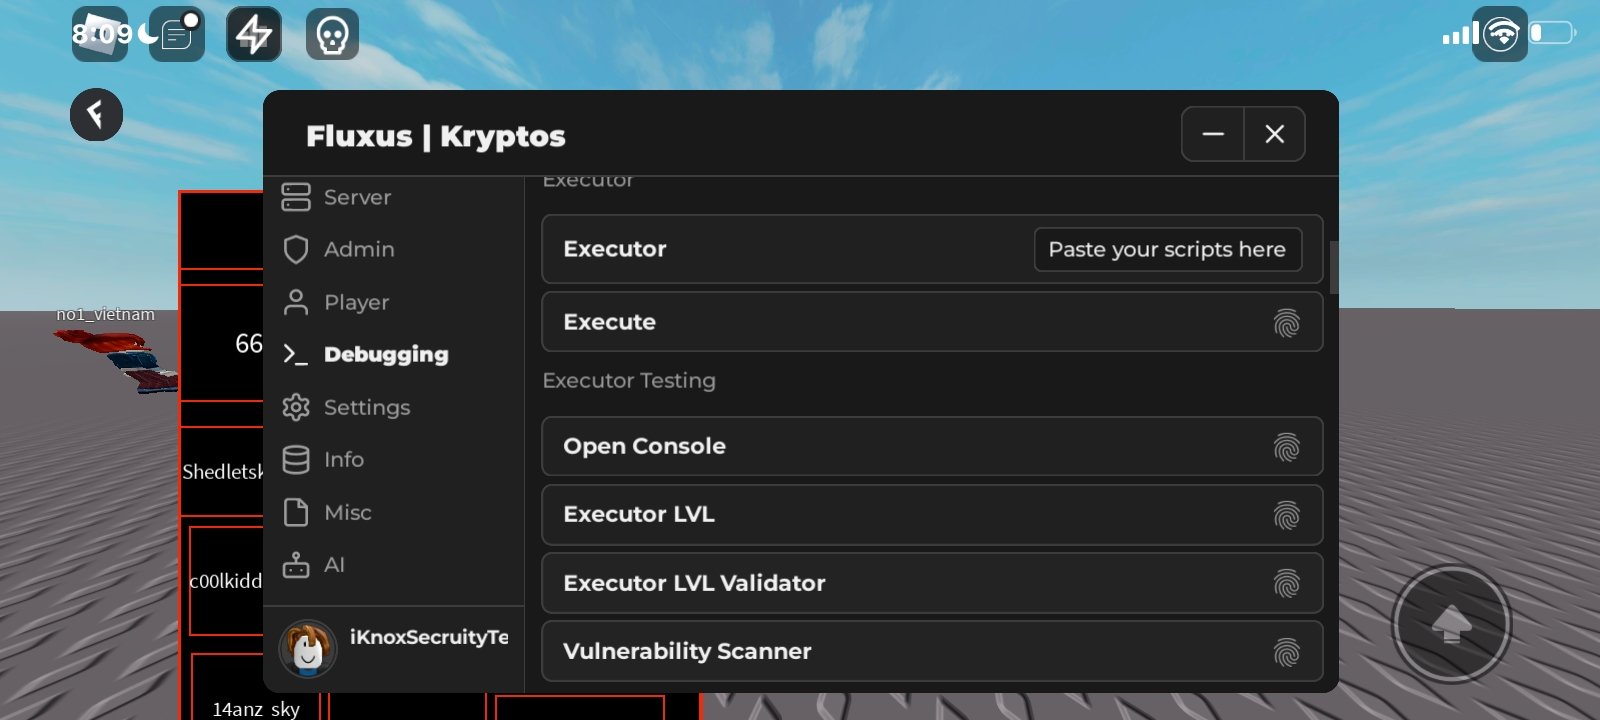 8:09
Fluxus | Kryptos
Server
Admin
Player
Debugging
Settings
Info
Misc
AI
iKnoxSecruityTe
Executor
Executor
Paste your scripts here
Execute
Executor Testing
Open Console
Executor LVL
Executor LVL Validator
Vulnerability Scanner
no1_vietnam
66
Shedletsk
c00lkidd
14anz sky